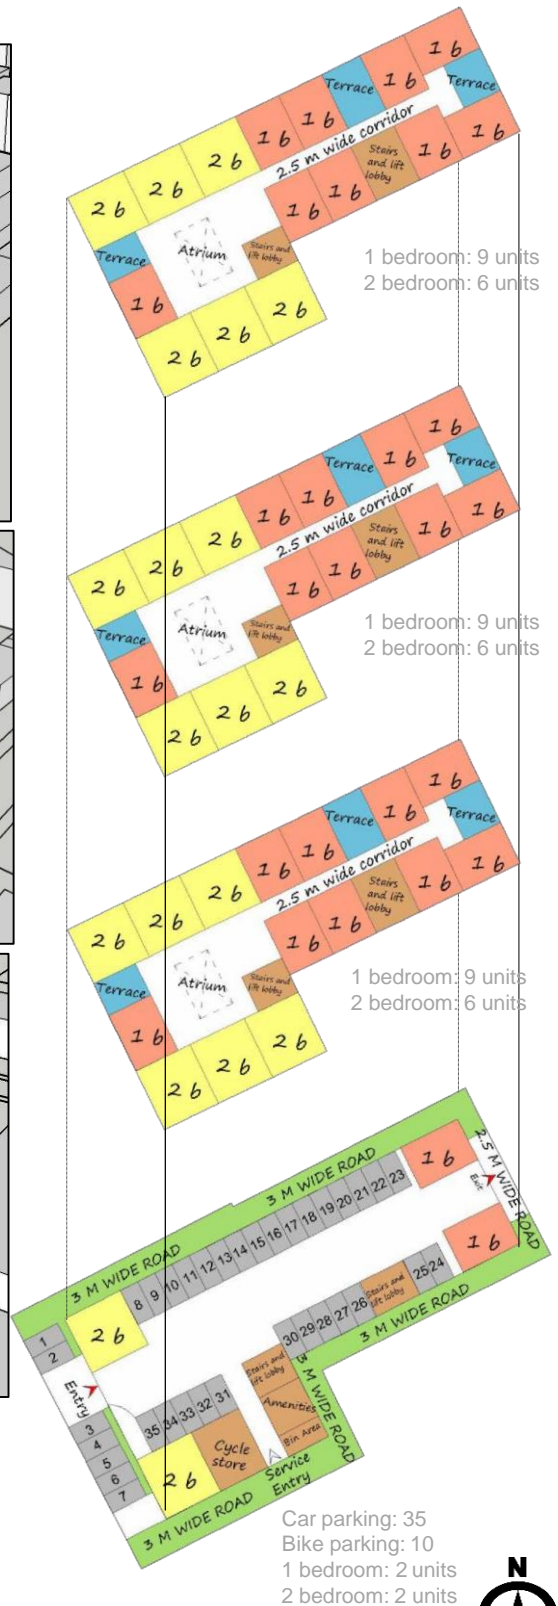 1 b
Terrace
1 b
Terrace
1 b
1 b
1 b
2.5 m wide corridor
Stairs
and lift
lobby
1 b
2 b
2 b
2 b
1 b
1 b
Terrace
Atrium
Stairs and
lift lobby
1 b
2 b
2 b
2 b
1 bedroom: 9 units
2 bedroom: 6 units
1 b
Terrace
1 b
Terrace
1 b
1 b
1 b
2.5 m wide corridor
Stairs
and lift
lobby
1 b
2 b
2 b
2 b
1 b
1 b
Terrace
Atrium
Stairs and
lift lobby
1 b
2 b
2 b
2 b
1 bedroom: 9 units
2 bedroom: 6 units
1 b
Terrace
1 b
Terrace
1 b
1 b
1 b
2.5 m wide corridor
Stairs
and lift
lobby
1 b
2 b
2 b
2 b
1 b
1 b
Terrace
Atrium
Stairs and
lift lobby
1 b
2 b
2 b
2 b
1 bedroom: 9 units
2 bedroom: 6 units
2.5 M WIDE ROAD
Exit
1 b
3 M WIDE ROAD
8 9 10 11 12 13 14 15 16 17 18 19 20 21 22 23
3 M WIDE ROAD
1 b
1
2
2 b
30 29 28 27 26
Stairs and
lift lobby
25 24
3 M WIDE ROAD
Entry
3
4
5
6
7
35 34 33 32 31
Stairs and
lift lobby
Amenities
Bin Area
3 M WIDE ROAD
2 b
Cycle
store
Service
Entry
3 M WIDE ROAD
Car parking: 35
Bike parking: 10
1 bedroom: 2 units
2 bedroom: 2 units
N